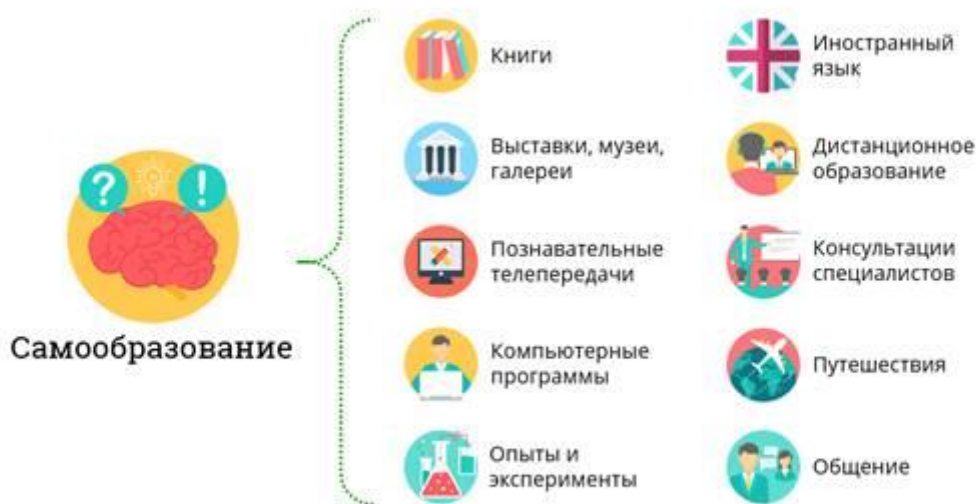 Самообразование
Книги
Выставки, музеи,
галереи
Познавательные
телепередачи
Компьютерные
программы
Опыты и
эксперименты
Иностранный
язык
Дистанционное
образование
Консультации
специалистов
Путешествия
Общение